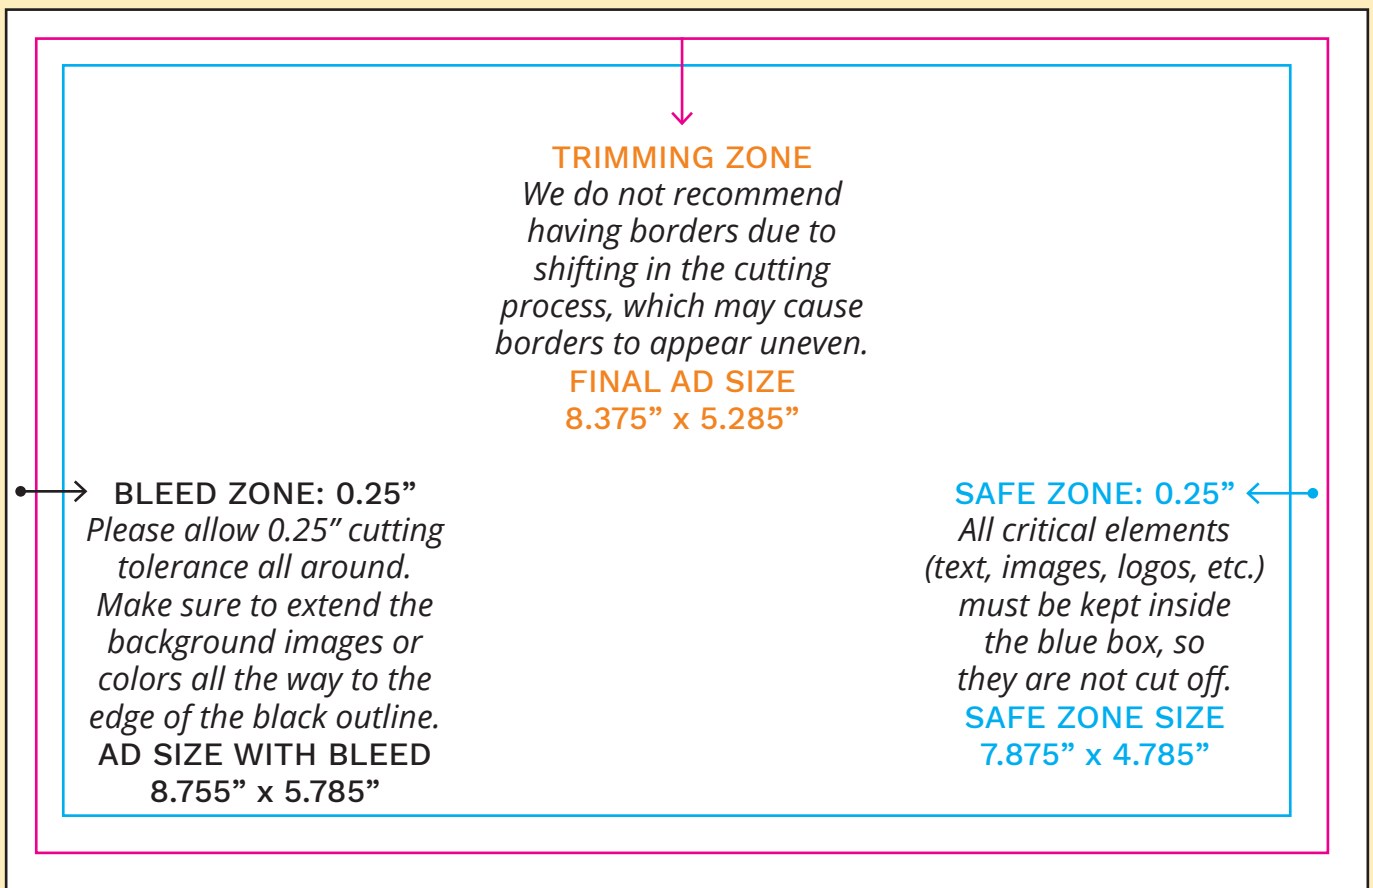 TRIMMING ZONE
We do not recommend
having borders due to
shifting in the cutting
process, which may cause
borders to appear uneven.
FINAL AD SIZE
8.375” x 5.285”
BLEED ZONE: 0.25”
Please allow 0.25” cutting
tolerance all around.
Make sure to extend the
background images or
colors all the way to the
edge of the black outline.
AD SIZE WITH BLEED
8.755” x 5.785”
SAFE ZONE: 0.25”
All critical elements
(text, images, logos, etc.)
must be kept inside
the blue box, so
they are not cut off.
SAFE ZONE SIZE
7.875” x 4.785”